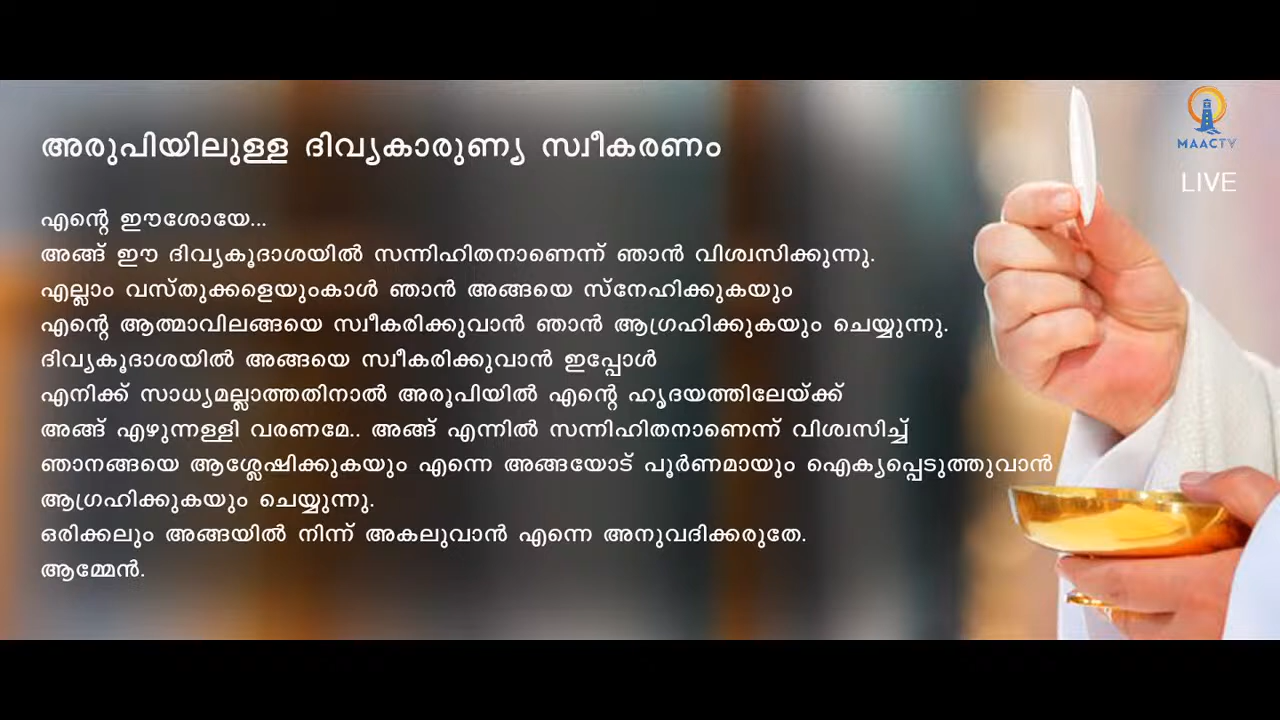 അരുപിയിലുള്ള ദിവ്യകാരുണ്യ സ്വീകരണം
എന്റെ ഈശോയേ...
അങ്ങ് ഈ ദിവ്യകൂദാശയിൽ സന്നിഹിതനാണെന്ന് ഞാൻ വിശ്വസിക്കുന്നു.
എല്ലാം വസ്തുക്കളെയുംകാൾ ഞാൻ അങ്ങയെ സ്നേഹിക്കുകയും
എന്റെ ആത്മാവിലങ്ങയെ സ്വീകരിക്കുവാൻ ഞാൻ ആഗ്രഹിക്കുകയും ചെയ്യുന്നു.
ദിവ്യകൂദാശയിൽ അങ്ങയെ സ്വീകരിക്കുവാൻ ഇപ്പോൾ
എനിക്ക് സാധ്യമല്ലാത്തതിനാൽ അരൂപിയിൽ എന്റെ ഹൃദയത്തിലേയ്ക്ക്
അങ്ങ് എഴുന്നള്ളി വരണമേ.. അങ്ങ് എന്നിൽ സന്നിഹിതനാണെന്ന് വിശ്വസിച്ച്
ഞാനങ്ങയെ ആശ്ലേഷിക്കുകയും എന്നെ അങ്ങയോട് പൂർണമായും ഐക്യപ്പെടുത്തുവാൻ
ആഗ്രഹിക്കുകയും ചെയ്യുന്നു.
ഒരിക്കലും അങ്ങയിൽ നിന്ന് അകലുവാൻ എന്നെ അനുവദിക്കരുതേ.
ആമ്മേൻ.
MAACTV
LIVE